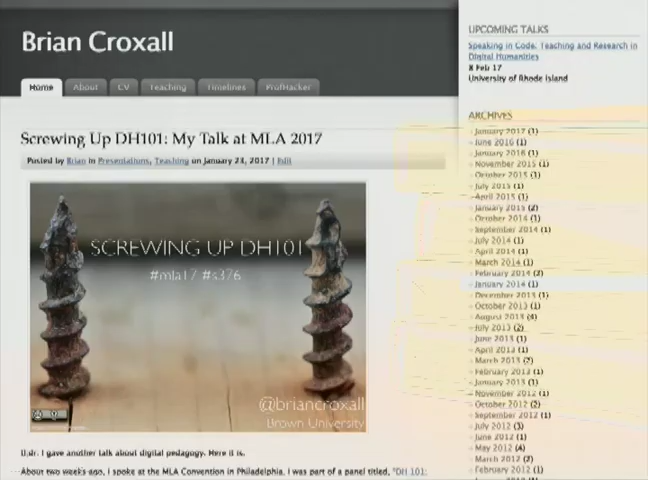 Brian Croxall
Home
About
CV
Teaching
Timelines
ProfHacker
Screwing Up DH101: My Talk at MLA 2017
Posted by Brian in Presentations, Teaching on January 23, 2017 |
SCREWING UP DH101
#mla17 #s376
@briancroxall
Brown University
tl;dr. I gave another talk about digital pedagogy. Here it is.
About two weeks ago, I spoke at the MLA Convention in Philadelphia. I was part of a panel titled, "DH 101:
UPCOMING TALKS
Speaking in Code: Teaching and Research in
Digital Humanities
8 Feb 17
University of Rhode Island
ARCHIVES
January 2017 (1)
June 2016 (1)
January 2016 (1)
November 2015 (1)
October 2015 (1)
July 2015 (1)
April 2015 (1)
January 2015 (2)
October 2014 (1)
September 2014 (1)
July 2014 (1)
April 2014 (1)
March 2014 (1)
February 2014 (2)
January 2014 (1)
December 2013 (1)
October 2013 (1)
August 2013 (4)
July 2013 (2)
June 2013 (1)
April 2013 (1)
March 2013 (2)
February 2013 (1)
January 2013 (1)
November 2012 (1)
October 2012 (2)
September 2012 (1)
July 2012 (3)
June 2012 (1)
May 2012 (4)
March 2012 (2)
February 2012 (1)